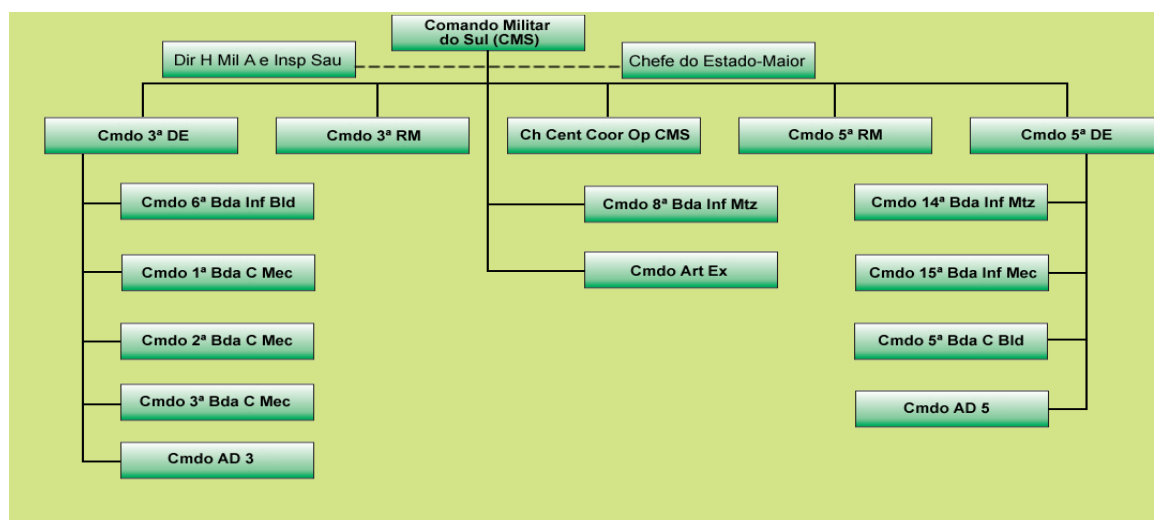 Comando Militar
do Sul (CMS)
Dir H Mil A e Insp Sau
Chefe do Estado-Maior
Cmdo 3ª DE
Cmdo 3ª RM
Ch Cent Coor Op CMS
Cmdo 5ª RM
Cmdo 5ª DE
Cmdo 6ª Bda Inf Bld
Cmdo 1ª Bda C Mec
Cmdo 2ª Bda C Mec
Cmdo 3ª Bda C Mec
Cmdo AD 3
Cmdo 8ª Bda Inf Mtz
Cmdo Art Ex
Cmdo 14ª Bda Inf Mtz
Cmdo 15ª Bda Inf Mec
Cmdo 5ª Bda C Bld
Cmdo AD 5